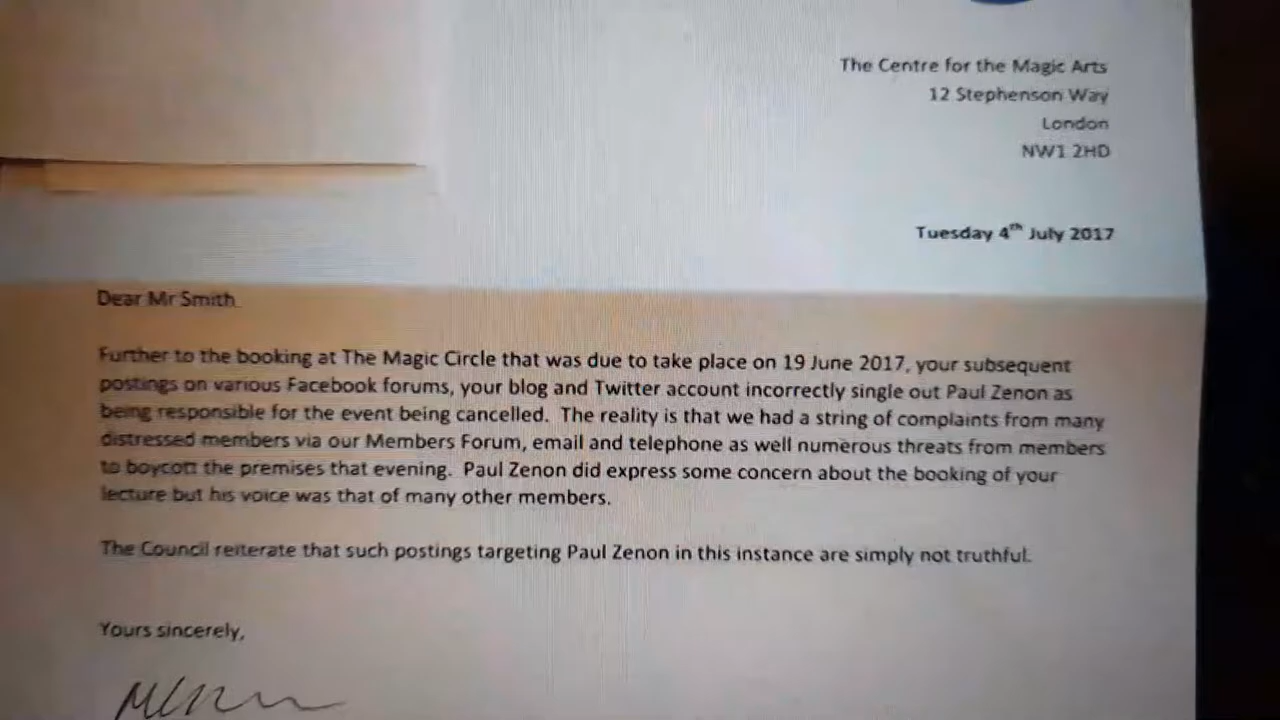 The Centre for the Magic Arts
12 Stephenson Way
London
NW1 2HD
Tuesday 4th July 2017
Dear Mr Smith
Further to the booking at The Magic Circle that was due to take place on 19 June 2017, your subsequent
postings on various Facebook forums, your blog and Twitter account incorrectly single out Paul Zenon as
being responsible for the event being cancelled. The reality is that we had a string of complaints from many
distressed members via our Members Forum, email and telephone as well numerous threats from members
to boycott the premises that evening. Paul Zenon did express some concern about the booking of your
lecture but his voice was that of many other members.
The Council reiterate that such postings targeting Paul Zenon in this instance are simply not truthful.
Yours sincerely,